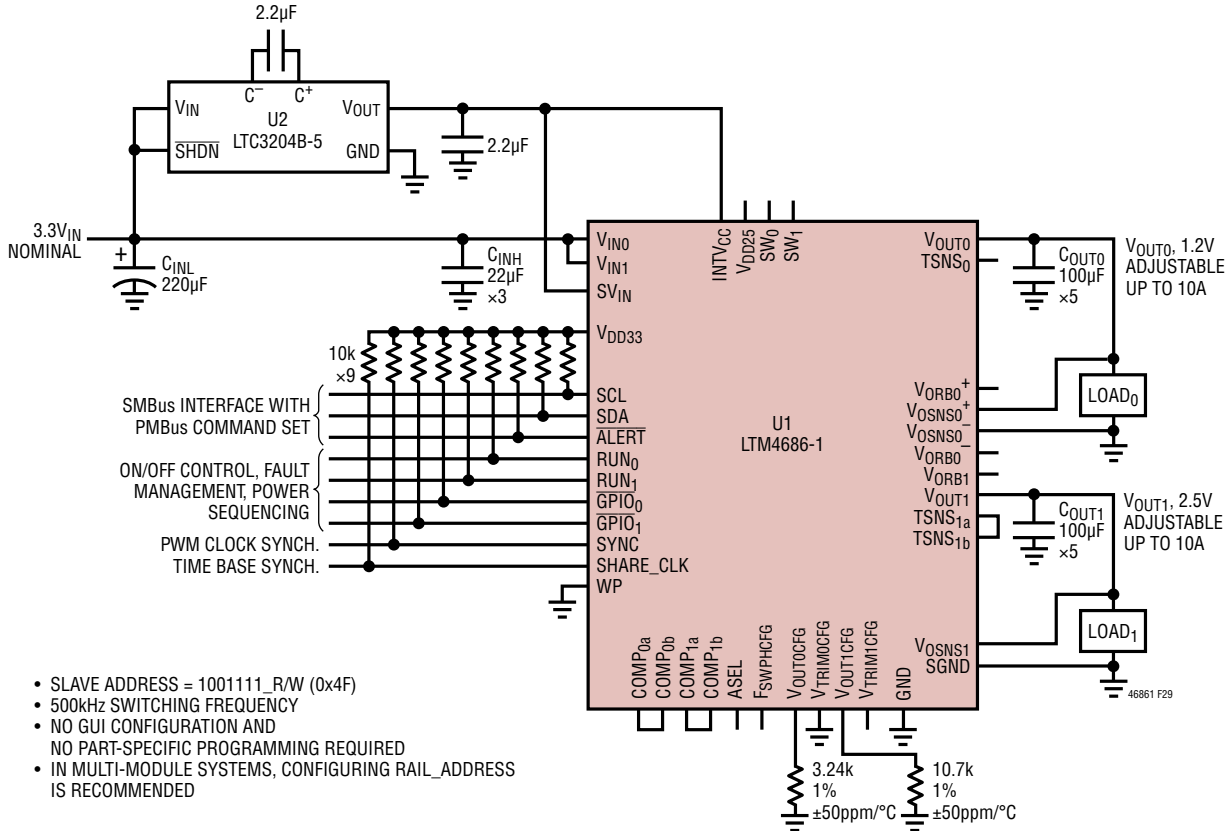 2.2µF
C–
C+
VIN
VOUT
U2
LTC3204B-5
SHDN
GND
2.2µF
3.3VIN
NOMINAL
+
CINL
220µF
CINH
22µF
×3
VIN0
VIN1
SVIN
VDD33
INTVCC
VDD25
SW0
SW1
VOUT0
TSNS0
COUT0
100µF
×5
VOUT0, 1.2V
ADJUSTABLE
UP TO 10A
10k
×9
SMBus INTERFACE WITH
PMBus COMMAND SET
ON/OFF CONTROL, FAULT
MANAGEMENT, POWER
SEQUENCING
PWM CLOCK SYNCH.
TIME BASE SYNCH.
SCL
SDA
ALERT
RUN0
RUN1
GPIO0
GPIO1
SYNC
SHARE_CLK
WP
U1
LTM4686-1
VORB0+
VOSNS0+
VOSNS0–
VORB0–
VORB1
VOUT1
TSNS1a
TSNS1b
LOAD0
COUT1
100µF
×5
VOUT1, 2.5V
ADJUSTABLE
UP TO 10A
VOSNS1
SGND
LOAD1
46861 F29
COMP0a
COMP0b
COMP1a
COMP1b
ASEL
FSWPHCFG
VOUT0CFG
VTRIM0CFG
VOUT1CFG
VTRIM1CFG
GND
3.24k
1%
±50ppm/°C
10.7k
1%
±50ppm/°C
• SLAVE ADDRESS = 1001111_R/W (0x4F)
• 500kHz SWITCHING FREQUENCY
• NO GUI CONFIGURATION AND
NO PART-SPECIFIC PROGRAMMING REQUIRED
• IN MULTI-MODULE SYSTEMS, CONFIGURING RAIL_ADDRESS
IS RECOMMENDED